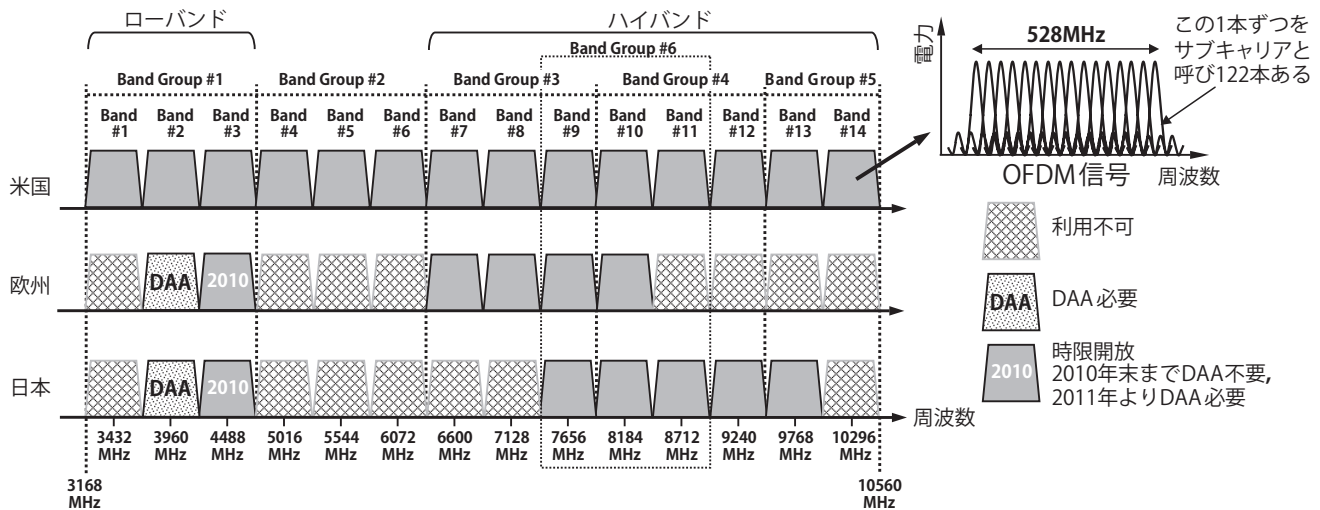 ローバンド
ハイバンド
Band Group #6
Band Group #1
Band Group #2
Band Group #3
Band Group #4
Band Group #5
Band #1
Band #2
Band #3
Band #4
Band #5
Band #6
Band #7
Band #8
Band #9
Band #10
Band #11
Band #12
Band #13
Band #14
米国
欧州
DAA
2010
日本
DAA
2010
周波数
3432 MHz
3960 MHz
4488 MHz
5016 MHz
5544 MHz
6072 MHz
6600 MHz
7128 MHz
7656 MHz
8184 MHz
8712 MHz
9240 MHz
9768 MHz
10296 MHz
3168 MHz
10560 MHz
電力
528MHz
この1本ずつを
サブキャリアと
呼び122本ある
OFDM信号
周波数
利用不可
DAA
DAA必要
2010
時限開放
2010年末までDAA不要,
2011年よりDAA必要